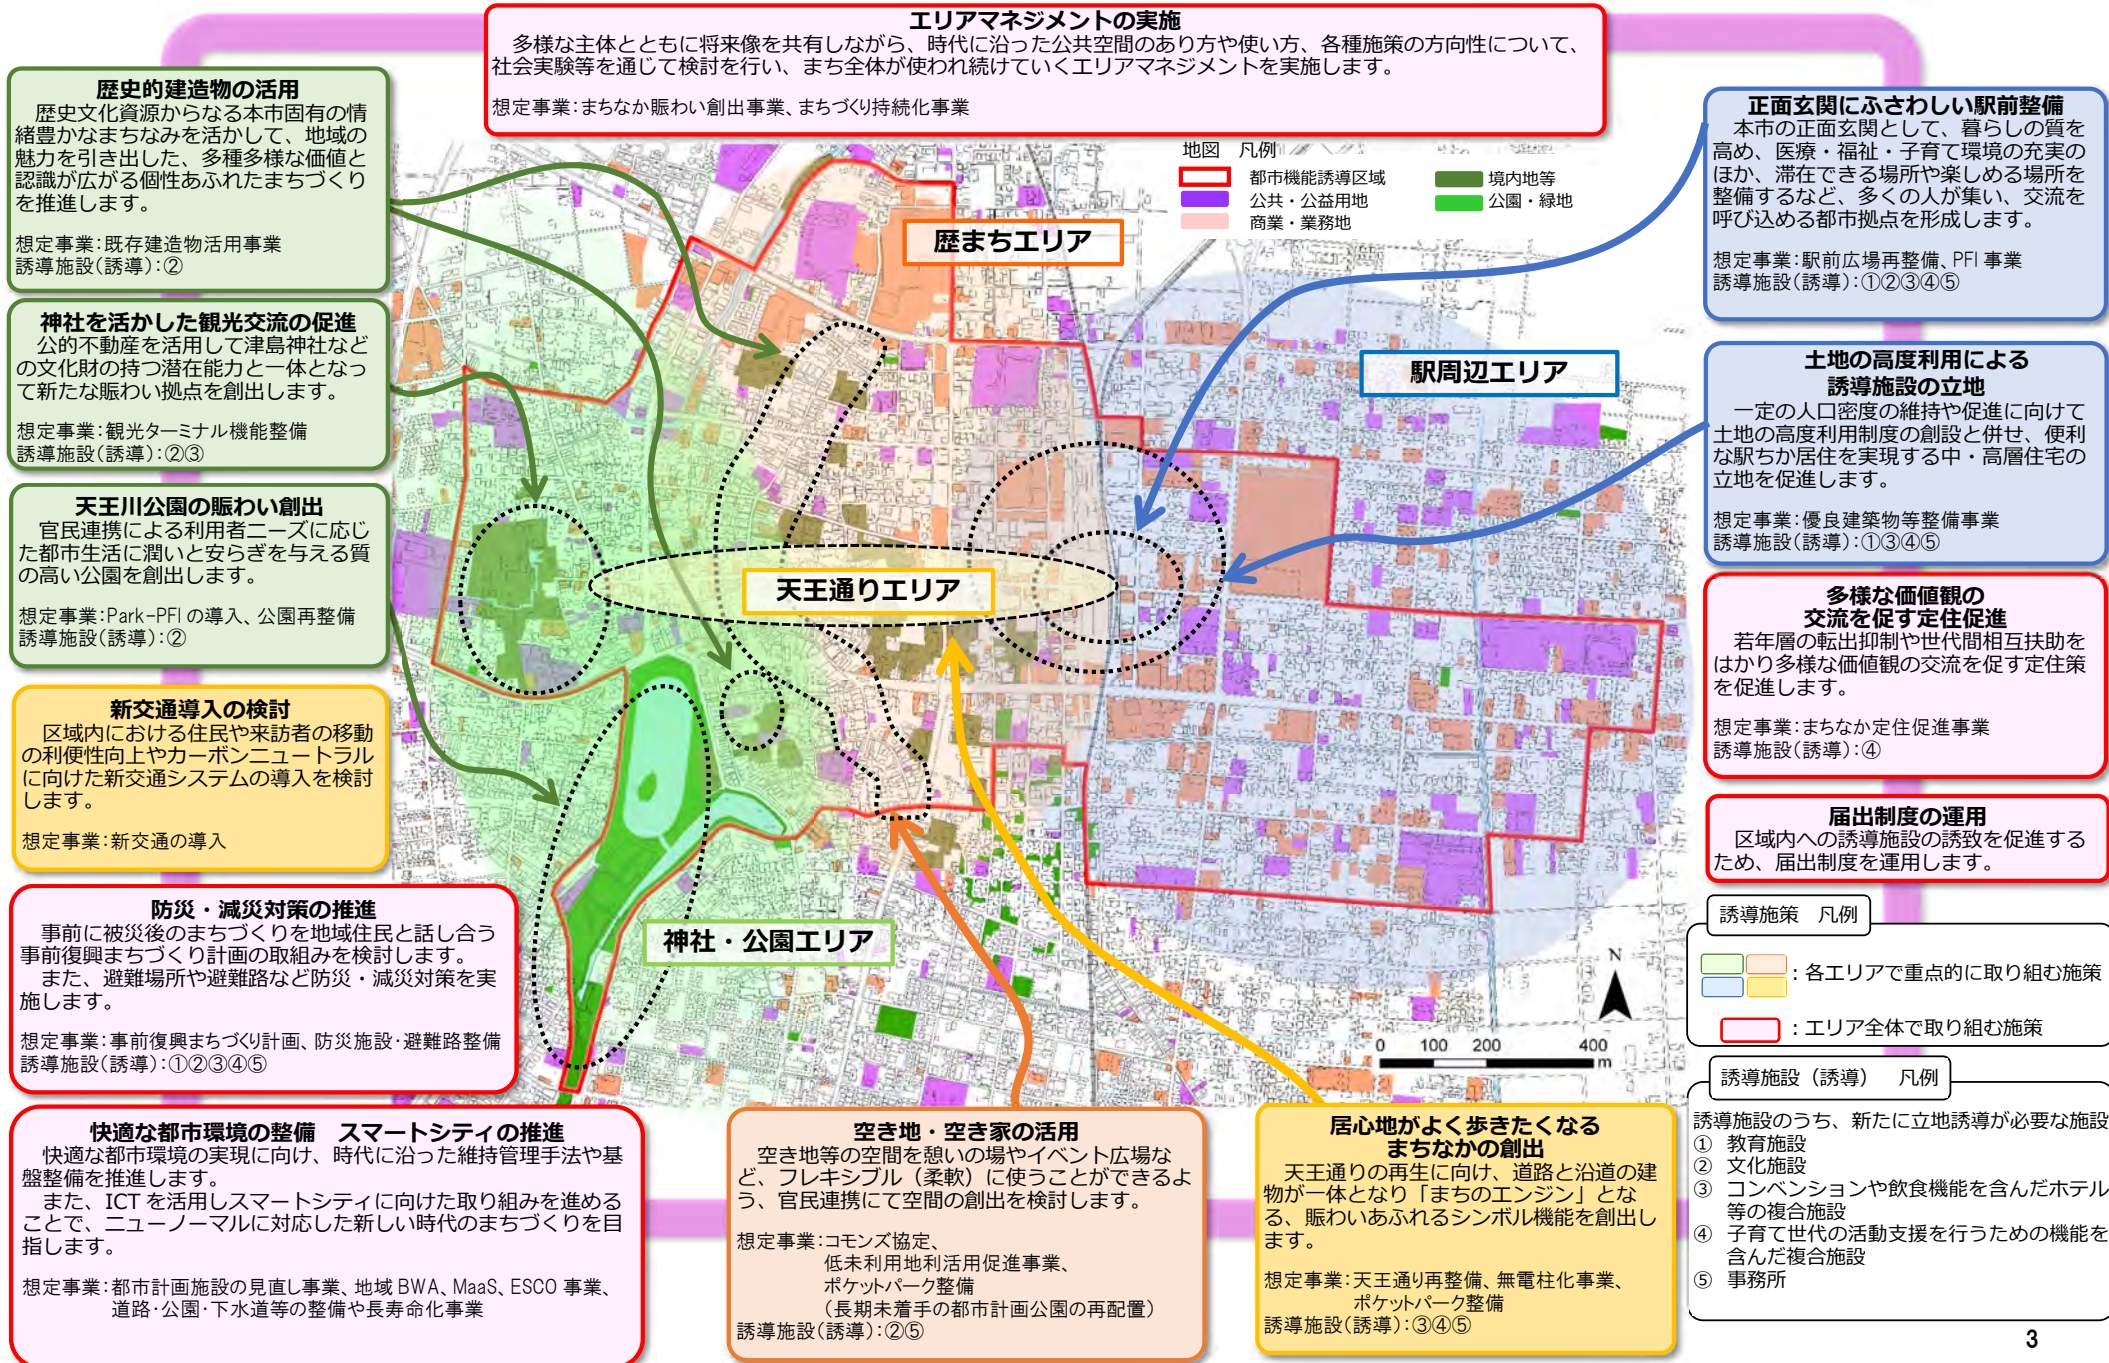 エリアマネジメントの実施
多様な主体とともに将来像を共有しながら、時代に沿った公共空間のあり方や使い方、各種施策の方向性について、
社会実験等を通じて検討を行い、まち全体が使われ続けていくエリアマネジメントを実施します。
想定事業：まちなか賑わい創出事業、まちづくり持続化事業
歴史的建造物の活用
歴史文化資源からなる本市固有の情
緒豊かなまちなみを活かして、地域の
魅力を引き出した、多種多様な価値と
認識が広がる個性あふれたまちづくり
を推進します。
想定事業：既存建造物活用事業
誘導施設（誘導）：②
神社を活かした観光交流の促進
公的不動産を活用して津島神社など
の文化財の持つ潜在能力と一体となっ
て新たな賑わい拠点を創出します。
想定事業：観光ターミナル機能整備
誘導施設（誘導）：②③
天王川公園の賑わい創出
官民連携による利用者ニーズに応じ
た都市生活に潤いと安らぎを与える質
の高い公園を創出します。
想定事業：Park-PFIの導入、公園再整備
誘導施設（誘導）：②
新交通導入の検討
区域内における住民や来訪者の移動
の利便性向上やカーボンニュートラル
に向けた新交通システムの導入を検討
します。
想定事業：新交通の導入
防災・減災対策の推進
事前に被災後のまちづくりを地域住民と話し合う
事前復興まちづくり計画の取組みを検討します。
また、避難場所や避難路など防災・減災対策を実
施します。
想定事業：事前復興まちづくり計画、防災施設・避難路整備
誘導施設（誘導）：①②③④⑤
快適な都市環境の整備　スマートシティの推進
快適な都市環境の実現に向け、時代に沿った維持管理手法や基
盤整備を推進します。
また、ICTを活用しスマートシティに向けた取り組みを進める
ことで、ニューノーマルに対応した新しい時代のまちづくりを目
指します。
想定事業：都市計画施設の見直し事業、地域BWA、MaaS、ESCO事業、
道路・公園・下水道等の整備や長寿命化事業
地図　凡例
都市機能誘導区域
公共・公益用地
商業・業務地
境内地等
公園・緑地
歴まちエリア
駅周辺エリア
天王通りエリア
神社・公園エリア
空き地・空き家の活用
空き地等の空間を憩いの場やイベント広場な
ど、フレキシブル（柔軟）に使うことができるよ
う、官民連携にて空間の創出を検討します。
想定事業：コモンズ協定、
低未利用地利活用促進事業、
ポケットパーク整備
（長期未着手の都市計画公園の再配置）
誘導施設（誘導）：②⑤
居心地がよく歩きたくなる
まちなかの創出
天王通りの再生に向け、道路と沿道の建
物が一体となり「まちのエンジン」とな
る、賑わいあふれるシンボル機能を創出し
ます。
想定事業：天王通り再整備、無電柱化事業、
ポケットパーク整備
誘導施設（誘導）：③④⑤
正面玄関にふさわしい駅前整備
本市の正面玄関として、暮らしの質を
高め、医療・福祉・子育て環境の充実の
ほか、滞在できる場所や楽しめる場所を
整備するなど、多くの人が集い、交流を
呼び込める都市拠点を形成します。
想定事業：駅前広場再整備、PFI事業
誘導施設（誘導）：①②③④⑤
土地の高度利用による
誘導施設の立地
一定の人口密度の維持や促進に向けて
土地の高度利用制度の創設と併せ、便利
な駅ちか居住を実現する中・高層住宅の
立地を促進します。
想定事業：優良建築物等整備事業
誘導施設（誘導）：①③④⑤
多様な価値観の
交流を促す定住促進
若年層の転出抑制や世代間相互扶助を
はかり多様な価値観の交流を促す定住策
を促進します。
想定事業：まちなか定住促進事業
誘導施設（誘導）：④
届出制度の運用
区域内への誘導施設の誘致を促進する
ため、届出制度を運用します。
誘導施策　凡例
：各エリアで重点的に取り組む施策
：エリア全体で取り組む施策
N
0 100 200 400
m
誘導施設（誘導）　凡例
誘導施設のうち、新たに立地誘導が必要な施設
①　教育施設
②　文化施設
③　コンベンションや飲食機能を含んだホテル
等の複合施設
④　子育て世代の活動支援を行うための機能を
含んだ複合施設
⑤　事務所
3